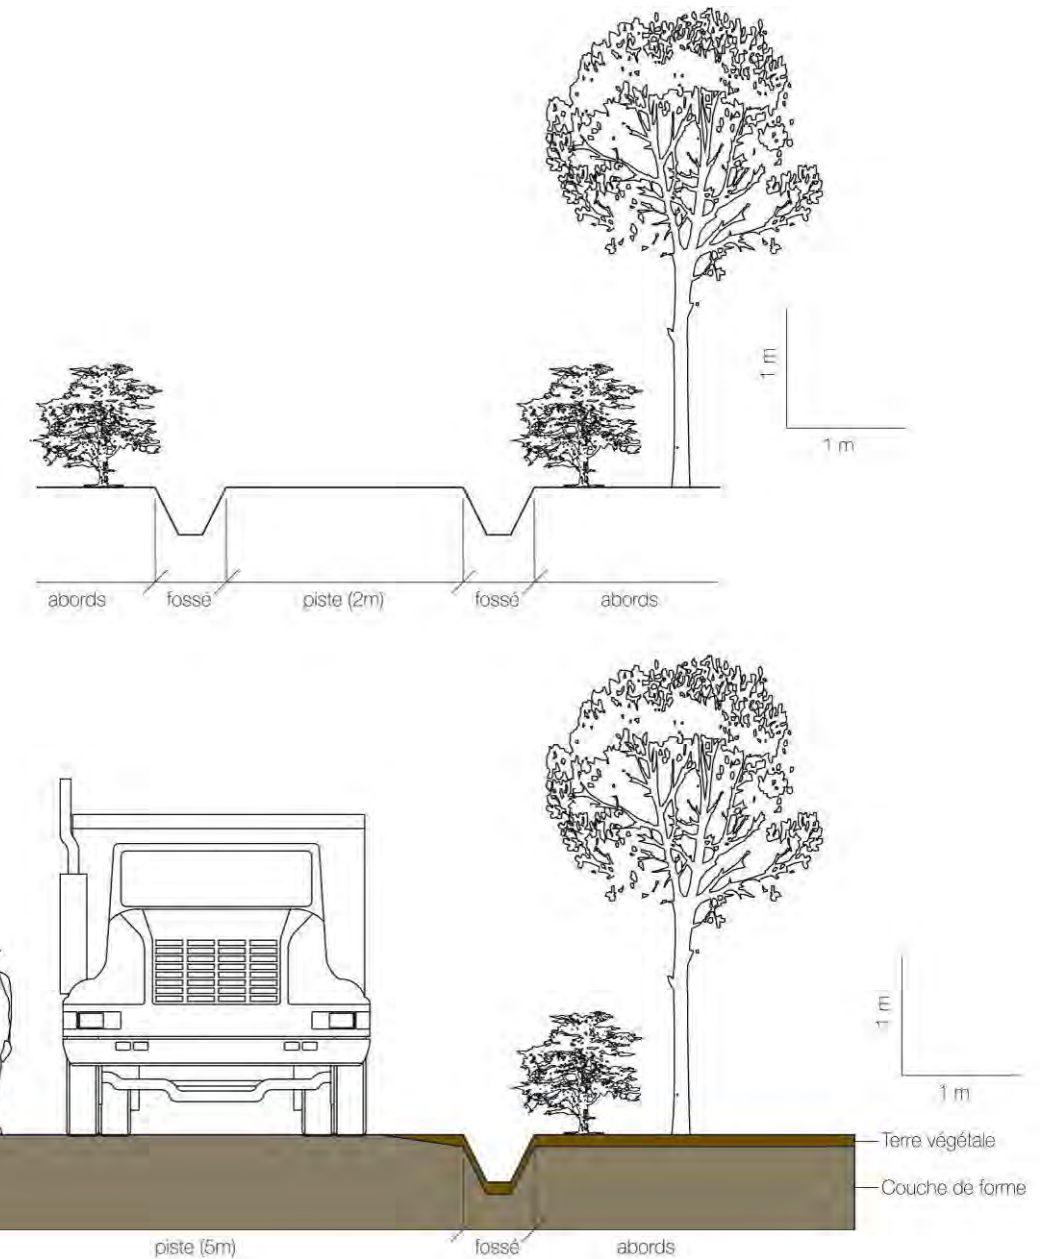 1 m
1 m
abords fossé piste (2m) fossé abords
1 m
1 m
Terre végétale
Couche de forme
piste (5m) fossé abords